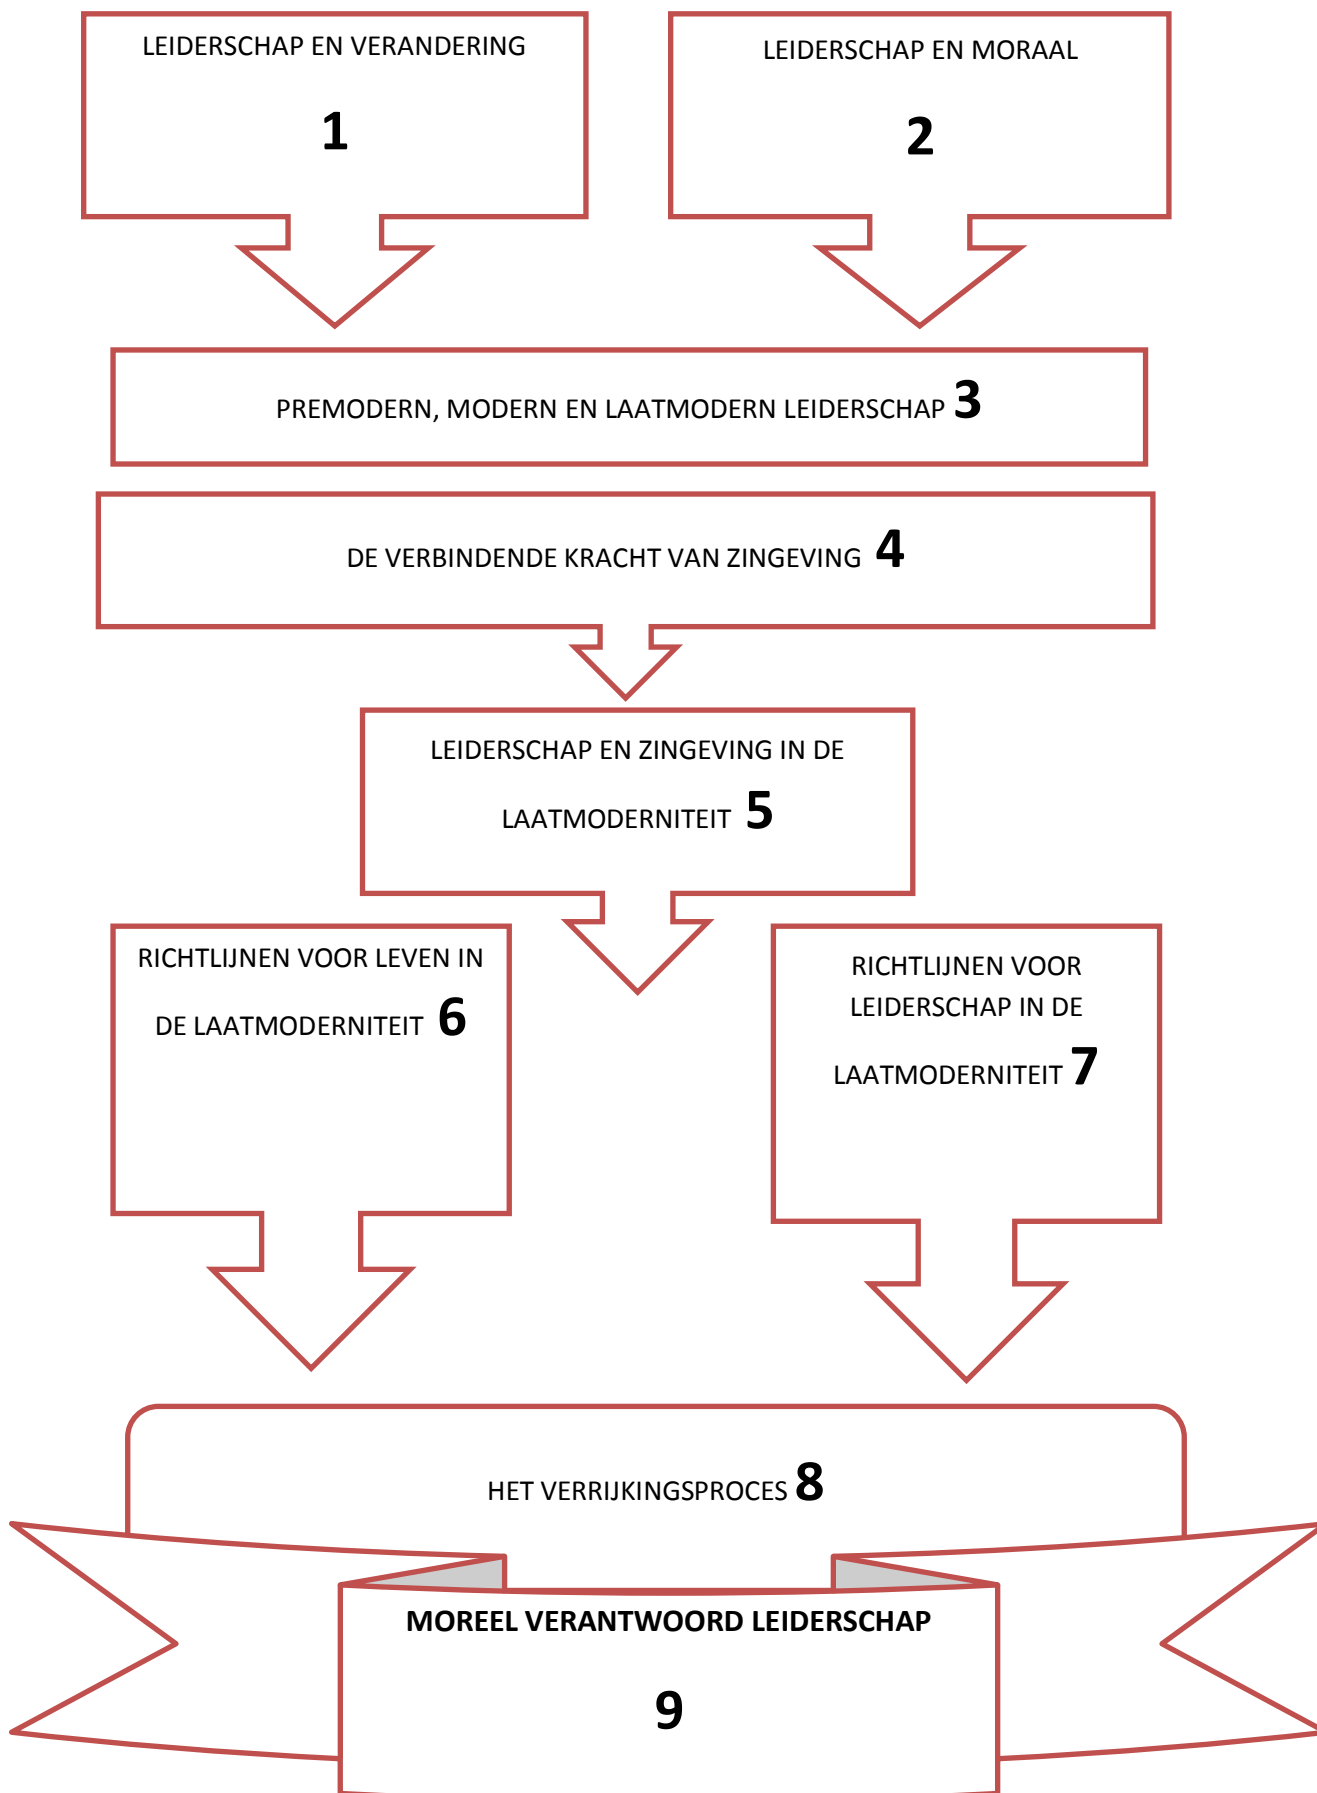 LEIDERSCHAP EN VERANDERING
1
LEIDERSCHAP EN MORAAL
2
PREMODERN, MODERN EN LAATMODERN LEIDERSCHAP 3
DE VERBINDENDE KRACHT VAN ZINGEVING 4
LEIDERSCHAP EN ZINGEVING IN DE
LAATMODERNITEIT 5
RICHTLIJNEN VOOR LEVEN IN
DE LAATMODERNITEIT 6
RICHTLIJNEN VOOR
LEIDERSCHAP IN DE
LAATMODERNITEIT 7
HET VERRIJKINGSPROCES 8
MOREEL VERANTWOORD LEIDERSCHAP
9